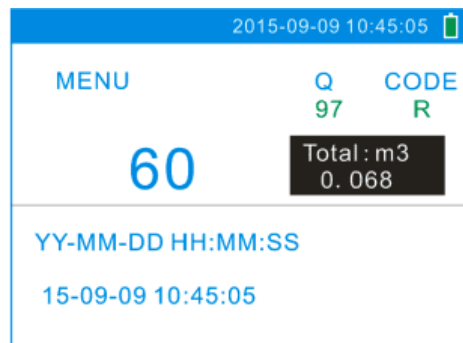 2015-09-09 10:45:05
MENU Q CODE
97 R
60 Total: m3
0. 068
YY-MM-DD HH:MM:SS
15-09-09 10:45:05